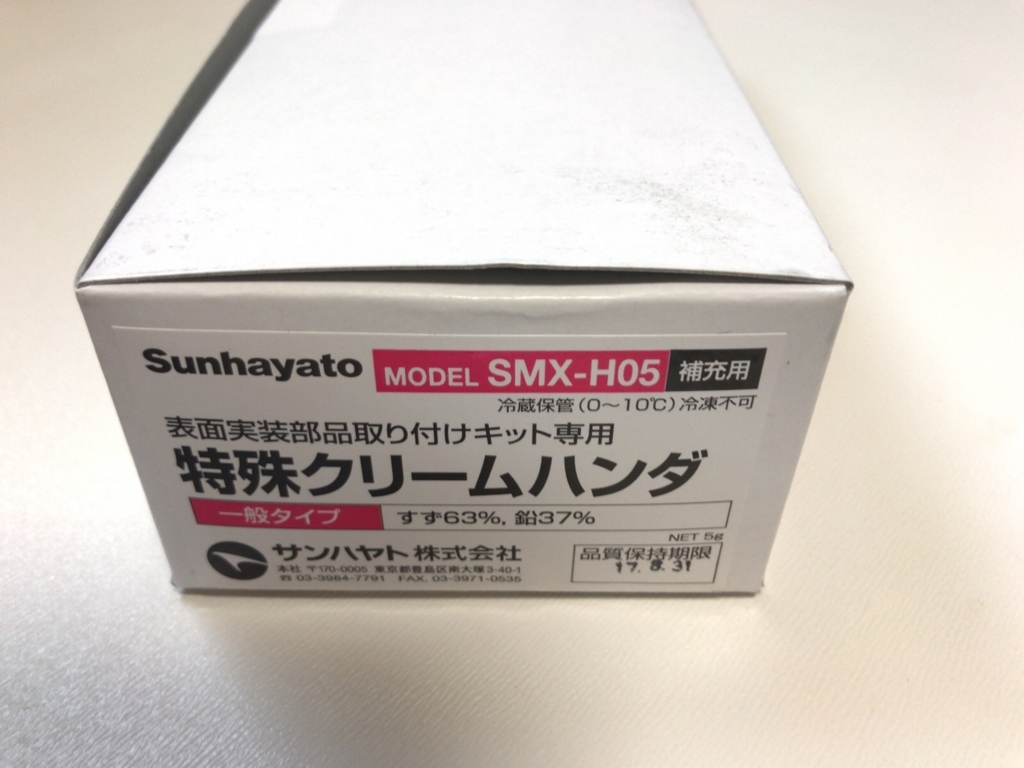 Sunhayato MODEL SMX-H05 補充用
冷蔵保管(0〜10℃)冷凍不可
表面実装部品取り付けキット専用
特殊クリームハンダ
一般タイプ すず63%, 鉛37%
NET 5g
サンハヤト株式会社
本社 〒170-0005 東京都豊島区南大塚3-40-1
☎ 03-3984-7791 FAX. 03-3971-0535
品質保持期限
17. 8. 31